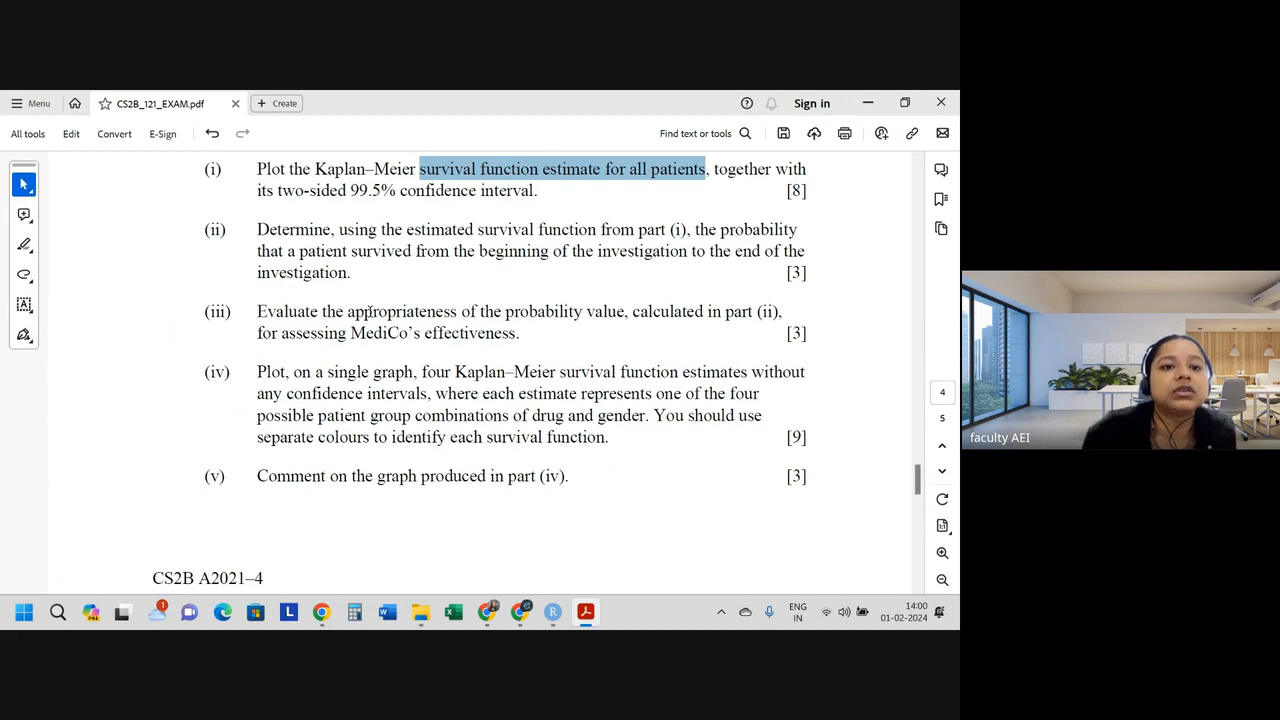 Menu
CS2B_121_EXAM.pdf
Create
Sign in
All tools
Edit
Convert
E-Sign
Find text or tools
(i) Plot the Kaplan–Meier survival function estimate for all patients, together with
its two-sided 99.5% confidence interval. [8]
(ii) Determine, using the estimated survival function from part (i), the probability
that a patient survived from the beginning of the investigation to the end of the
investigation. [3]
(iii) Evaluate the appropriateness of the probability value, calculated in part (ii),
for assessing MediCo's effectiveness. [3]
(iv) Plot, on a single graph, four Kaplan–Meier survival function estimates without
any confidence intervals, where each estimate represents one of the four
possible patient group combinations of drug and gender. You should use
separate colours to identify each survival function. [9]
(v) Comment on the graph produced in part (iv). [3]
CS2B A2021–4
4
5
faculty AEI
1
PRE
L
ENG
IN
14:00
01-02-2024